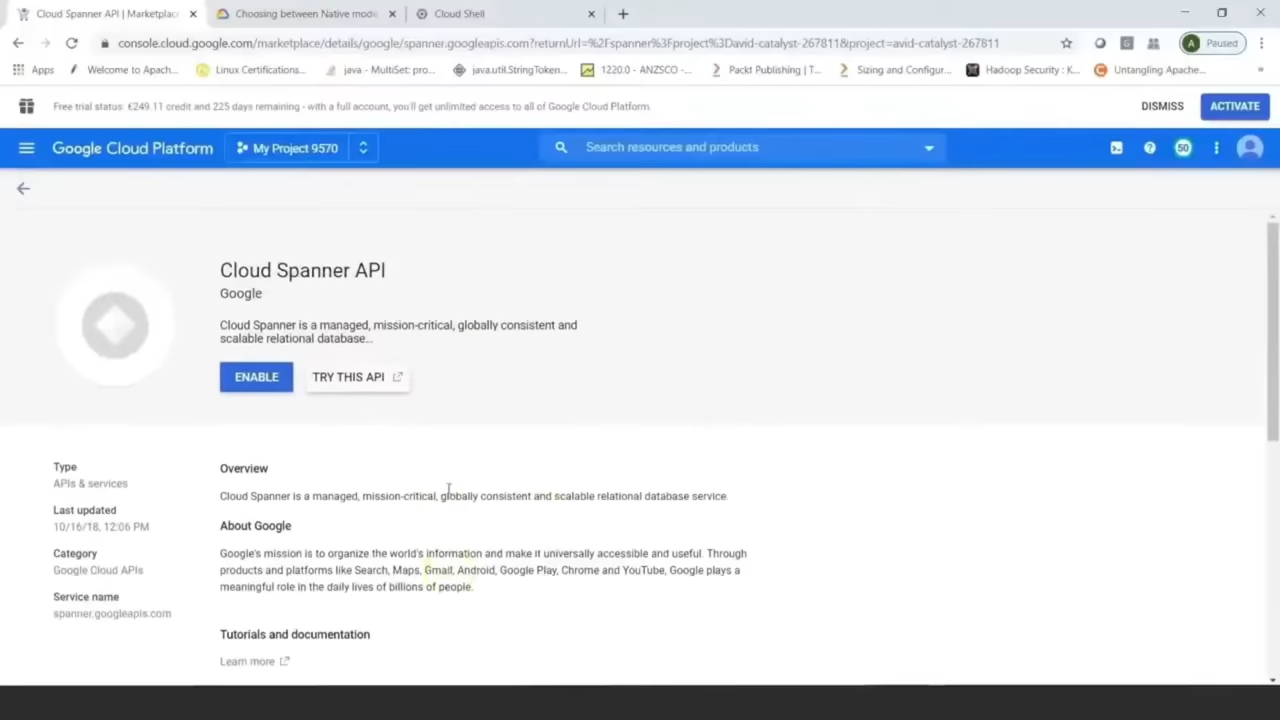 Cloud Spanner API | Marketplac
Choosing between Native mode
Cloud Shell
console.cloud.google.com/marketplace/details/google/spanner.googleapis.com?returnUrl=%2Fspanner%3Fproject%3David-catalyst-267811&project=avid-catalyst-267811
A Paused
Apps
Welcome to Apach...
Linux Certifications...
java - MultiSet: pro...
java.util.StringToken...
1220.0 - ANZSCO -...
Packt Publishing | T...
Sizing and Configur...
Hadoop Security : K...
Untangling Apache...
»
Free trial status: €249.11 credit and 225 days remaining - with a full account, you'll get unlimited access to all of Google Cloud Platform.
DISMISS
ACTIVATE
Google Cloud Platform
My Project 9570
Search resources and products
50
Cloud Spanner API
Google
Cloud Spanner is a managed, mission-critical, globally consistent and
scalable relational database...
ENABLE
TRY THIS API
Type
APIs & services
Last updated
10/16/18, 12:06 PM
Category
Google Cloud APIs
Service name
spanner.googleapis.com
Overview
Cloud Spanner is a managed, mission-critical, globally consistent and scalable relational database service.
About Google
Google's mission is to organize the world's information and make it universally accessible and useful. Through
products and platforms like Search, Maps, Gmail, Android, Google Play, Chrome and YouTube, Google plays a
meaningful role in the daily lives of billions of people.
Tutorials and documentation
Learn more